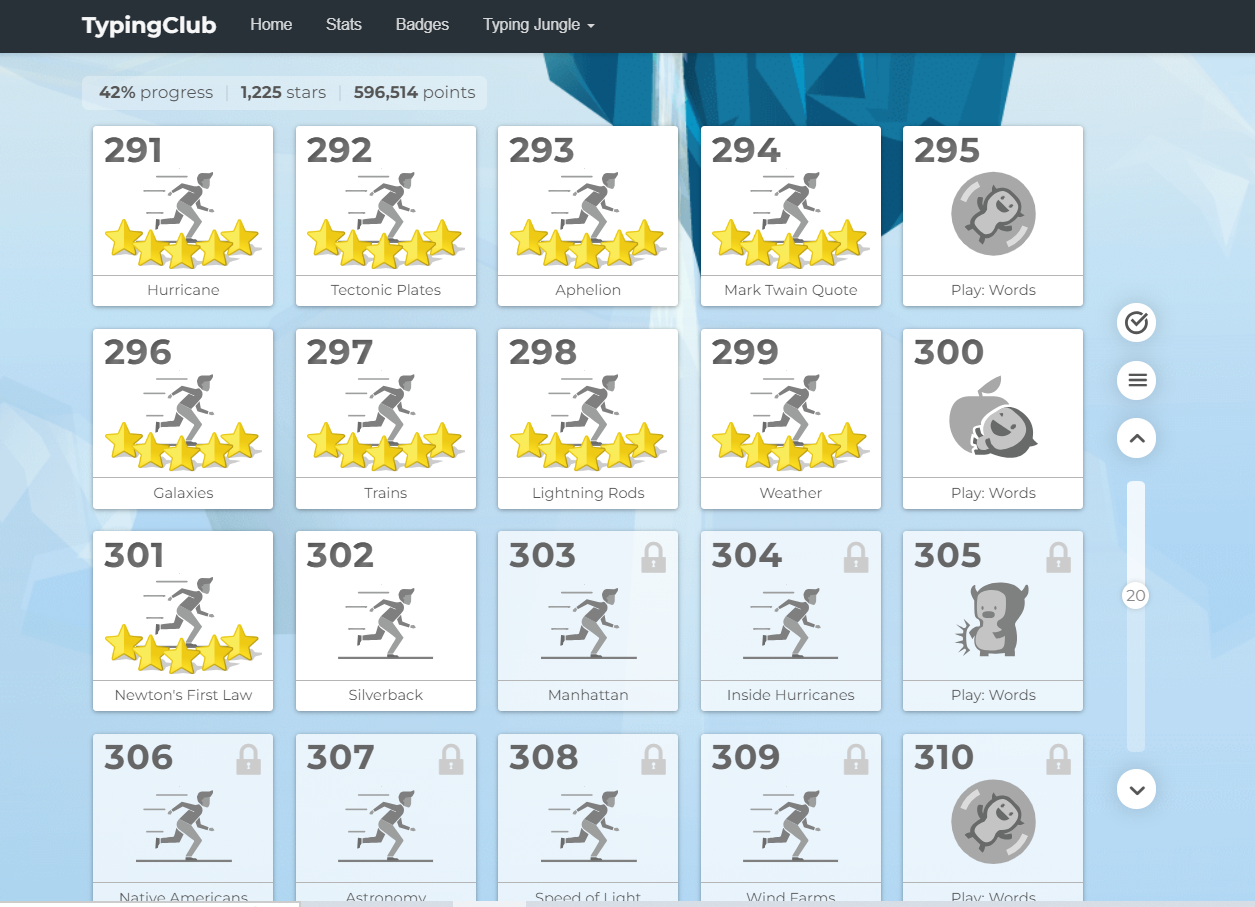 TypingClub Home Stats Badges Typing Jungle
42% progress 1,225 stars 596,514 points
291 292 293 294 295
Hurricane Tectonic Plates Aphelion Mark Twain Quote Play: Words
296 297 298 299 300
Galaxies Trains Lightning Rods Weather Play: Words
301 302 303 304 305
20
Newton's First Law Silverback Manhattan Inside Hurricanes Play: Words
306 307 308 309 310
Native Americans Astronomy Speed of Light Wind Farms Play: Words